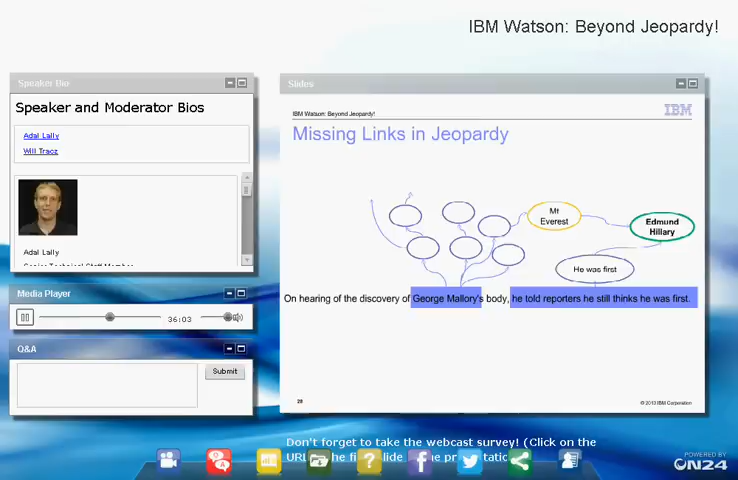 IBM Watson: Beyond Jeopardy!
Speaker Bio
Speaker and Moderator Bios
Adal Lally
Will Tracz
Adal Lally
Media Player
36:03
Q&A
Submit
Slides
IBM Watson: Beyond Jeopardy!
IBM
Missing Links in Jeopardy
Mt
Everest
Edmund
Hillary
He was first
On hearing of the discovery of George Mallory's body, he told reporters he still thinks he was first.
28
© 2013 IBM Corporation
Don't forget to take the webcast survey! (Click on the
POWERED BY
ON24